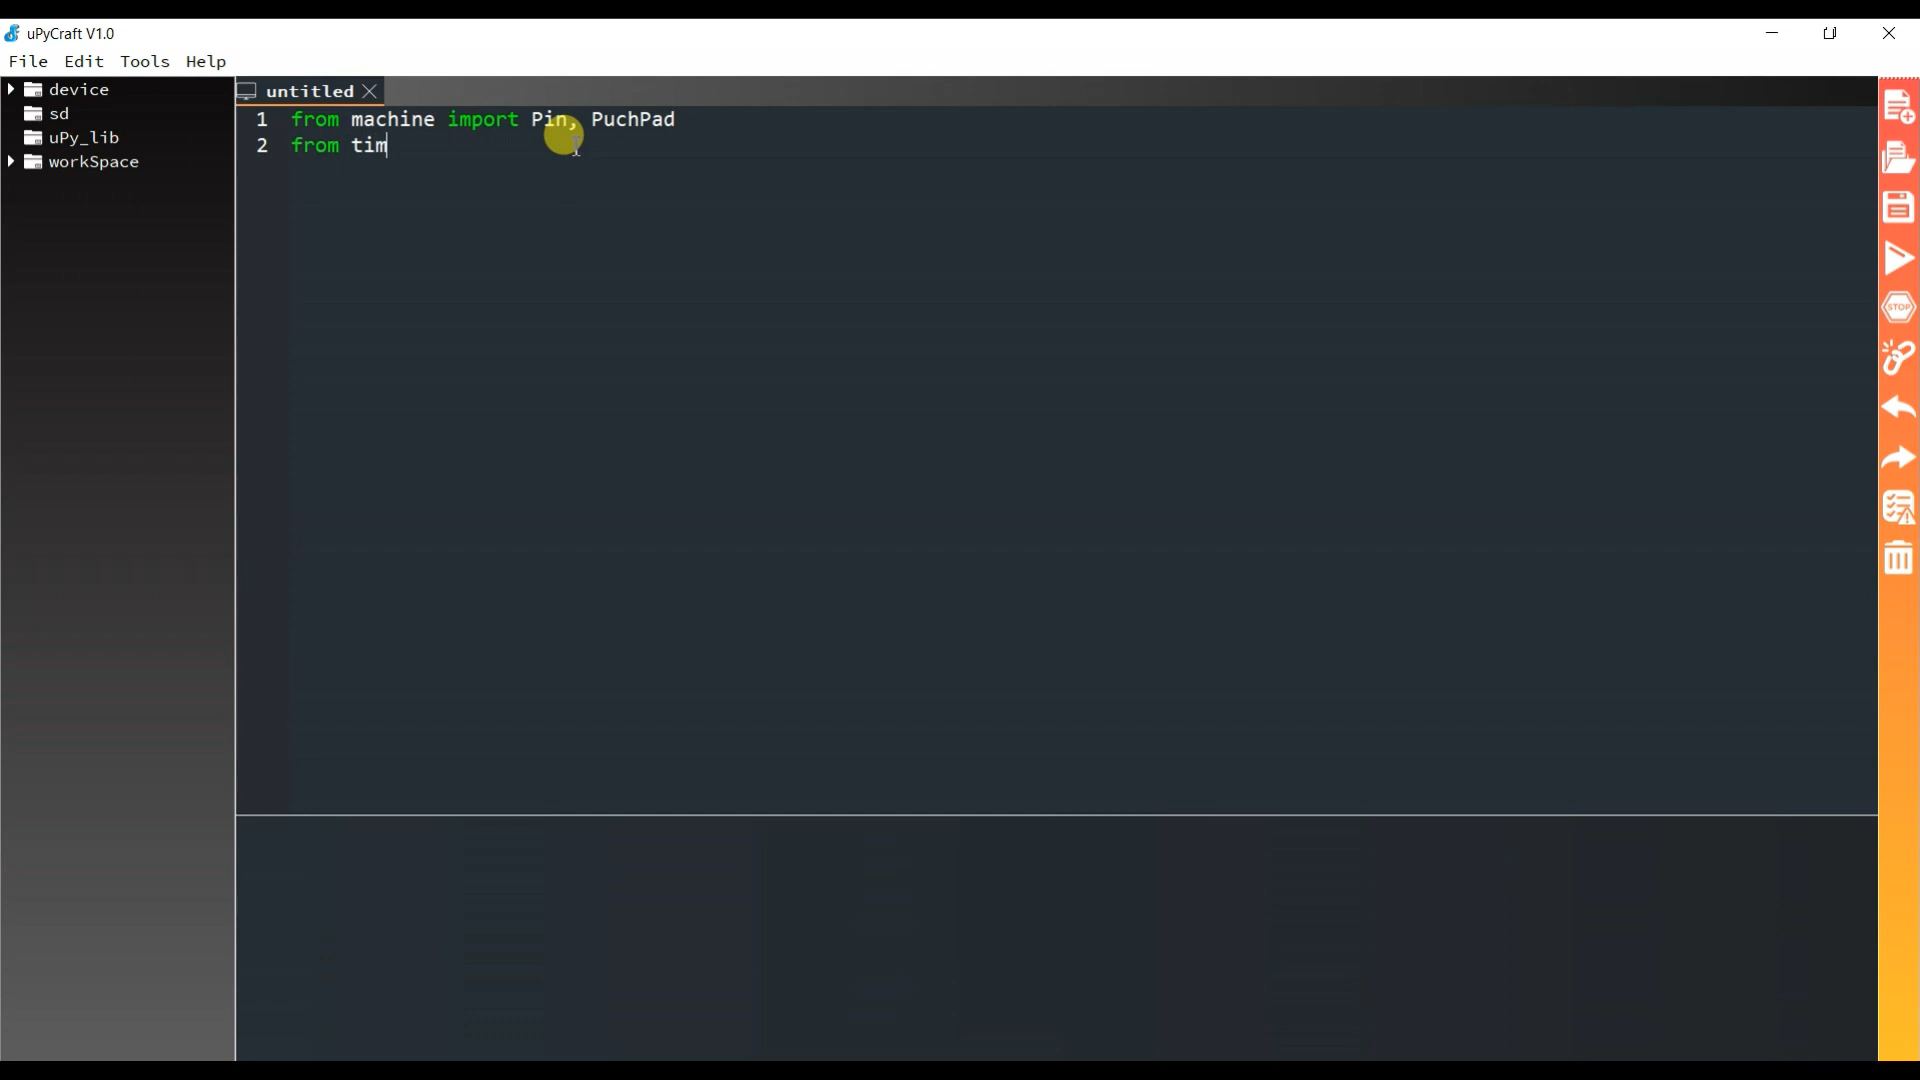 uPyCraft V1.0
File Edit Tools Help
device
sd
uPy_lib
workSpace
untitled
1 from machine import Pin, PuchPad
2 from tim
STOP